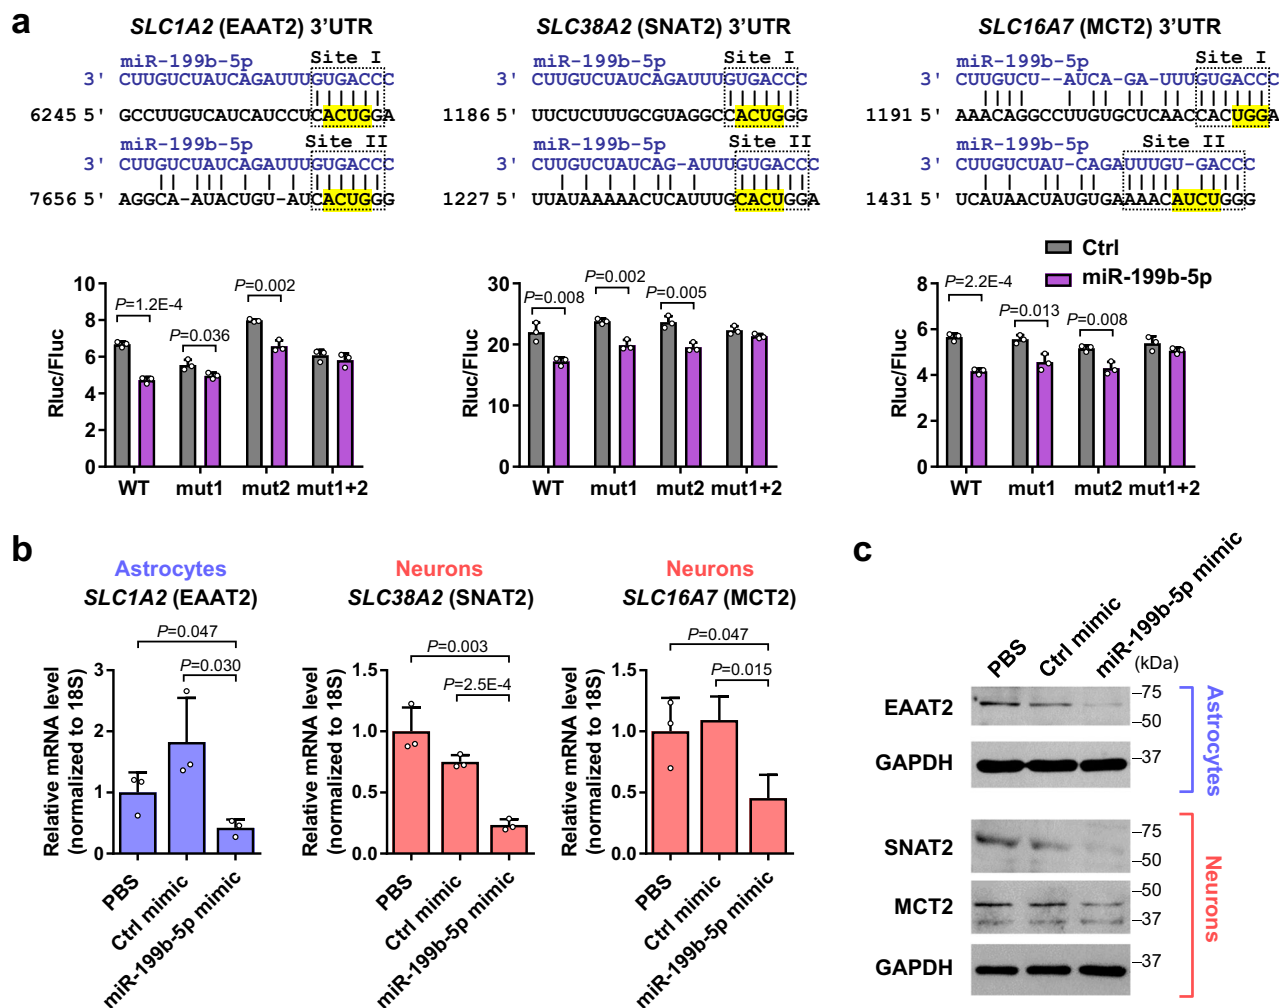 a
SLC1A2 (EAAT2) 3’UTR
miR-199b-5p Site I
3' CUUGUCUAUCAGAUUUGUGACCC
6245 5' GCCUUGUCAUCAUCCUCACUGGA
miR-199b-5p Site II
3' CUUGUCUAUCAGAUUUGUGACCC
7656 5' AGGCA-AUACUGU-AUCACUGGG
SLC38A2 (SNAT2) 3’UTR
miR-199b-5p Site I
3' CUUGUCUAUCAGAUUUGUGACCC
1186 5' UUCUCUUUGCGUAGGCCACUGGG
miR-199b-5p Site II
3' CUUGUCUAUCAG-AUUUGUGACCC
1227 5' UUAUAAAAACUCAUUUGCACUGGA
SLC16A7 (MCT2) 3’UTR
miR-199b-5p Site I
3' CUUGUCU--AUCA-GA-UUUGUGACCC
1191 5' AAACAGGCCUUGUGCUCAACCACUGGA
miR-199b-5p Site II
3' CUUGUCUAU-CAGAUUUGU-GACCC
1431 5' UCAUAACUAUGUGAAAACAUCUGGG
Ctrl
miR-199b-5p
Rluc/Fluc
10
8
6
4
2
0
P=1.2E-4
P=0.036
P=0.002
WT mut1 mut2 mut1+2
Rluc/Fluc
30
20
10
0
P=0.008
P=0.002
P=0.005
WT mut1 mut2 mut1+2
Rluc/Fluc
8
6
4
2
0
P=2.2E-4
P=0.013
P=0.008
WT mut1 mut2 mut1+2
b
Astrocytes
SLC1A2 (EAAT2)
P=0.047
P=0.030
Relative mRNA level
(normalized to 18S)
3
2
1
0
PBS
Ctrl mimic
miR-199b-5p mimic
Neurons
SLC38A2 (SNAT2)
P=0.003
P=2.5E-4
Relative mRNA level
(normalized to 18S)
1.5
1.0
0.5
0.0
PBS
Ctrl mimic
miR-199b-5p mimic
Neurons
SLC16A7 (MCT2)
P=0.047
P=0.015
Relative mRNA level
(normalized to 18S)
1.5
1.0
0.5
0.0
PBS
Ctrl mimic
miR-199b-5p mimic
c
PBS
Ctrl mimic
miR-199b-5p mimic
(kDa)
EAAT2
–75
–50
GAPDH
–37
Astrocytes
SNAT2
–75
–50
MCT2
–50
–37
GAPDH
–37
Neurons